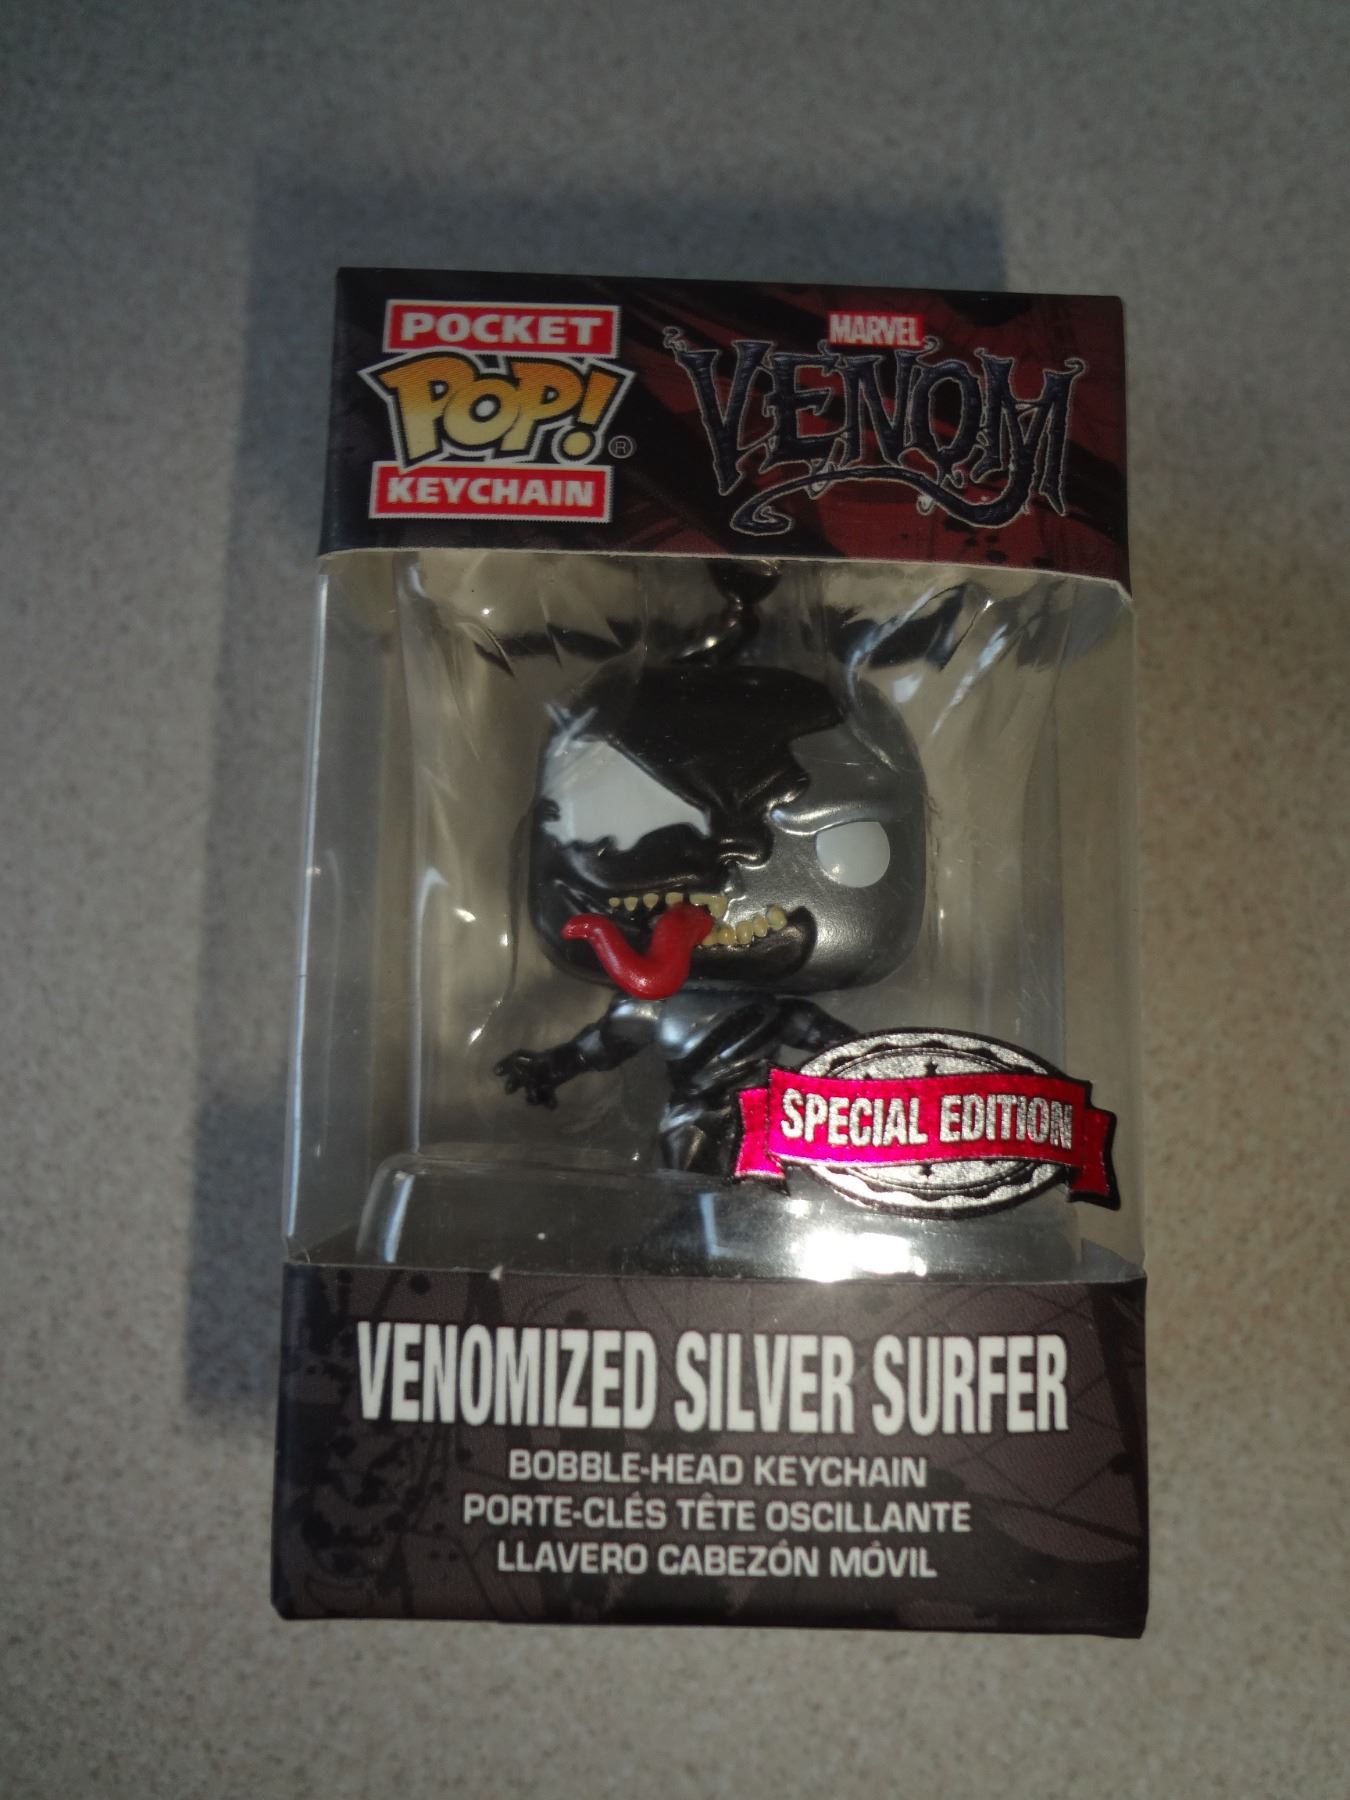 POCKET
POP!®
KEYCHAIN
MARVEL
VENOM
SPECIAL EDITION
VENOMIZED SILVER SURFER
BOBBLE-HEAD KEYCHAIN
PORTE-CLÉS TÊTE OSCILLANTE
LLAVERO CABEZÓN MÓVIL